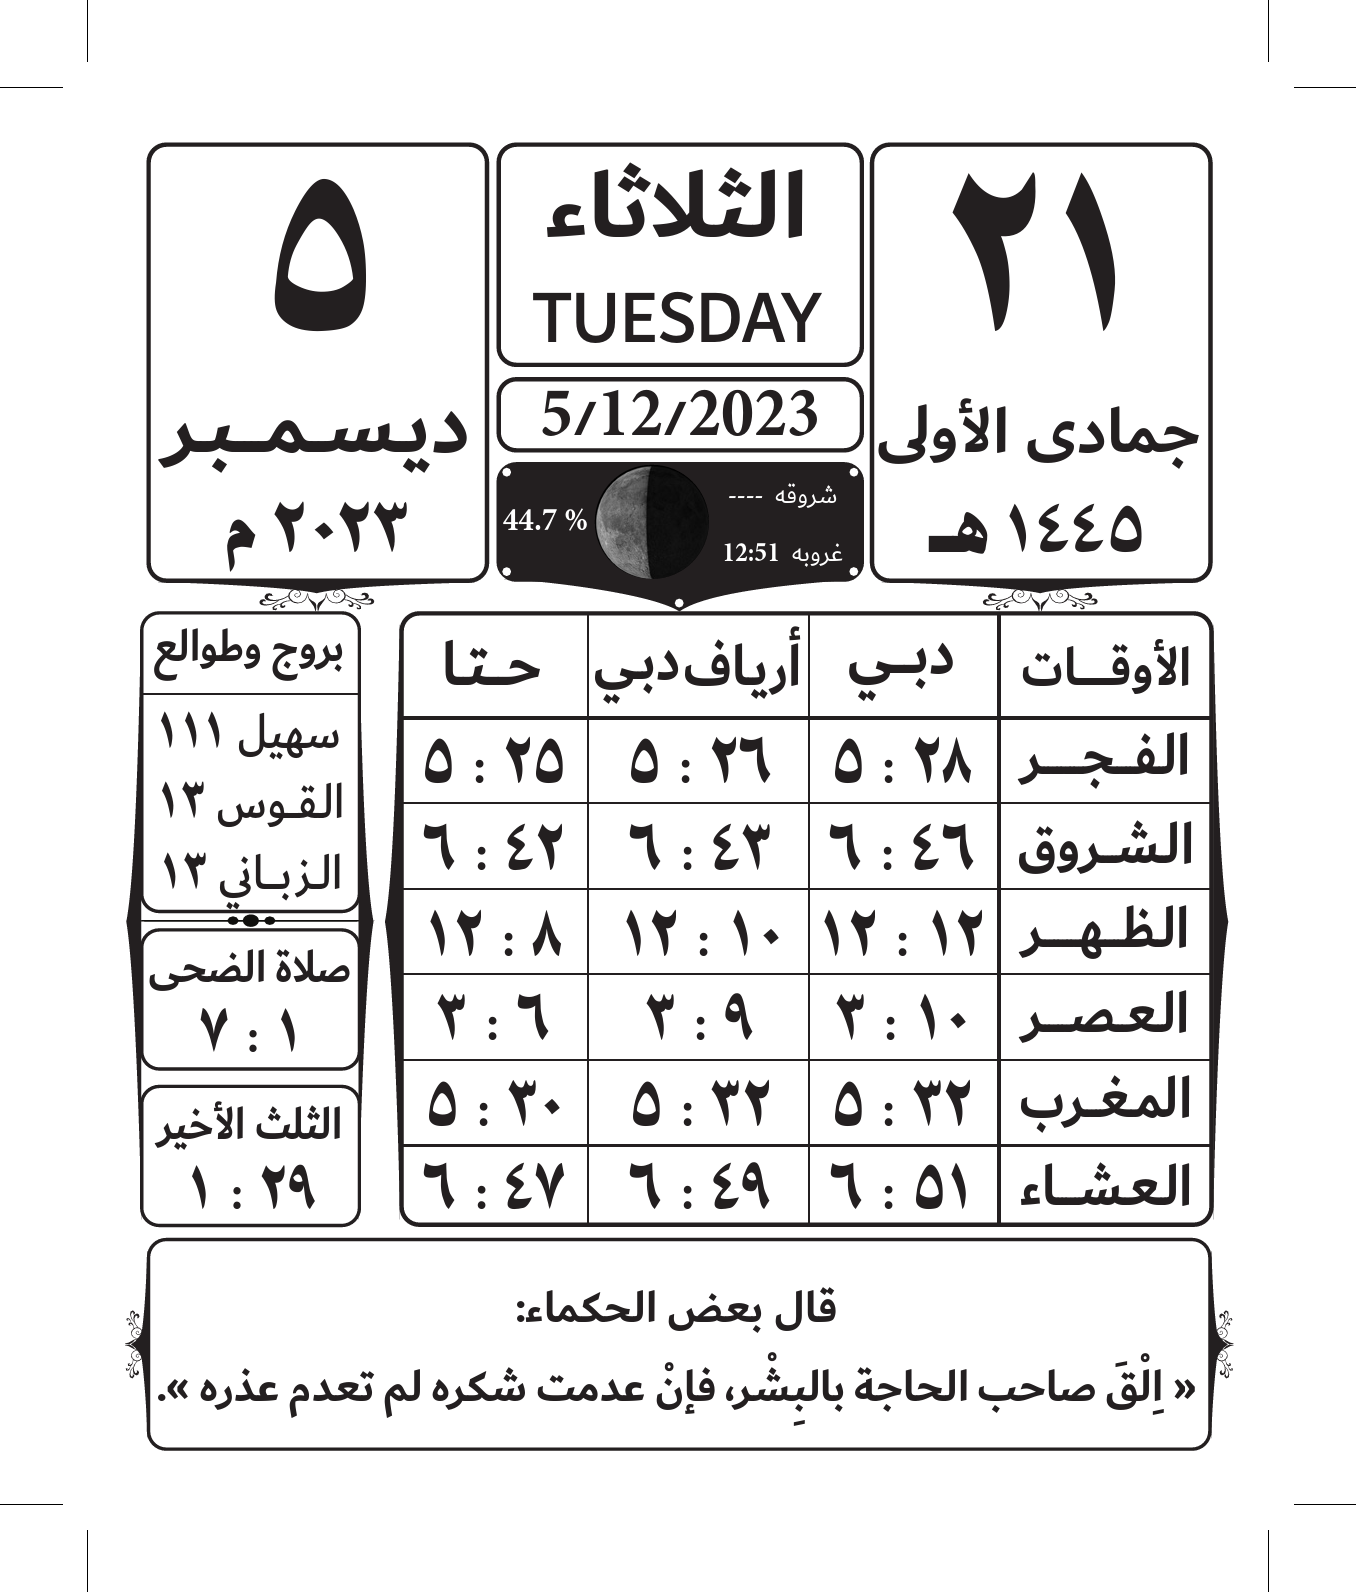 ٢١
جمادى الأولى
١٤٤٥ هـ
الثلاثاء
TUESDAY
5/12/2023
شروقه ----
غروبه 12:51
44.7 %
٥
ديسمبر
٢٠٢٣ م
الأوقات دبي أرياف دبي حتا
الفجر ٥ : ٢٨ ٥ : ٢٦ ٥ : ٢٥
الشروق ٦ : ٤٦ ٦ : ٤٣ ٦ : ٤٢
الظهر ١٢ : ١٢ ١٢ : ١٠ ١٢ : ٨
العصر ٣ : ١٠ ٣ : ٩ ٣ : ٦
المغرب ٥ : ٣٢ ٥ : ٣٢ ٥ : ٣٠
العشاء ٦ : ٥١ ٦ : ٤٩ ٦ : ٤٧
بروج وطوالع
سهيل ١١١
القوس ١٣
الزباني ١٣
صلاة الضحى
٧ : ١
الثلث الأخير
١ : ٢٩
قال بعض الحكماء:
« اِلْقَ صاحب الحاجة بالبِشْر، فإنْ عدمت شكره لم تعدم عذره ».